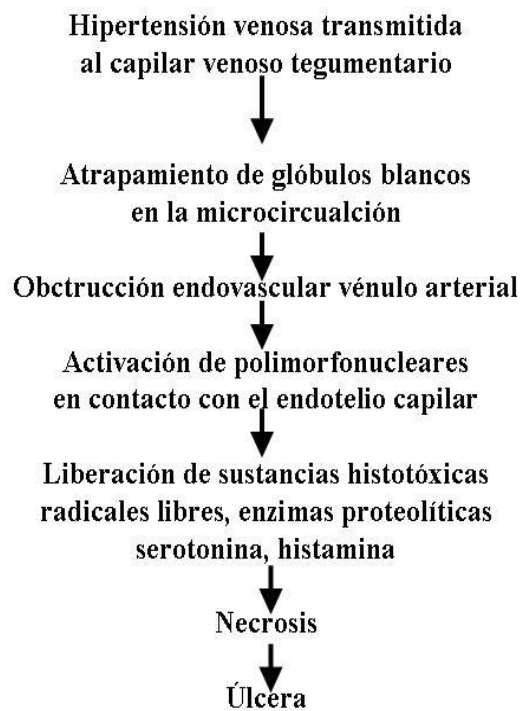 Hipertensión venosa transmitida
al capilar venoso tegumentario
Atrapamiento de glóbulos blancos
en la microcircualción
Obctrucción endovascular vénulo arterial
Activación de polimorfonucleares
en contacto con el endotelio capilar
Liberación de sustancias histotóxicas
radicales libres, enzimas proteolíticas
serotonina, histamina
Necrosis
Úlcera